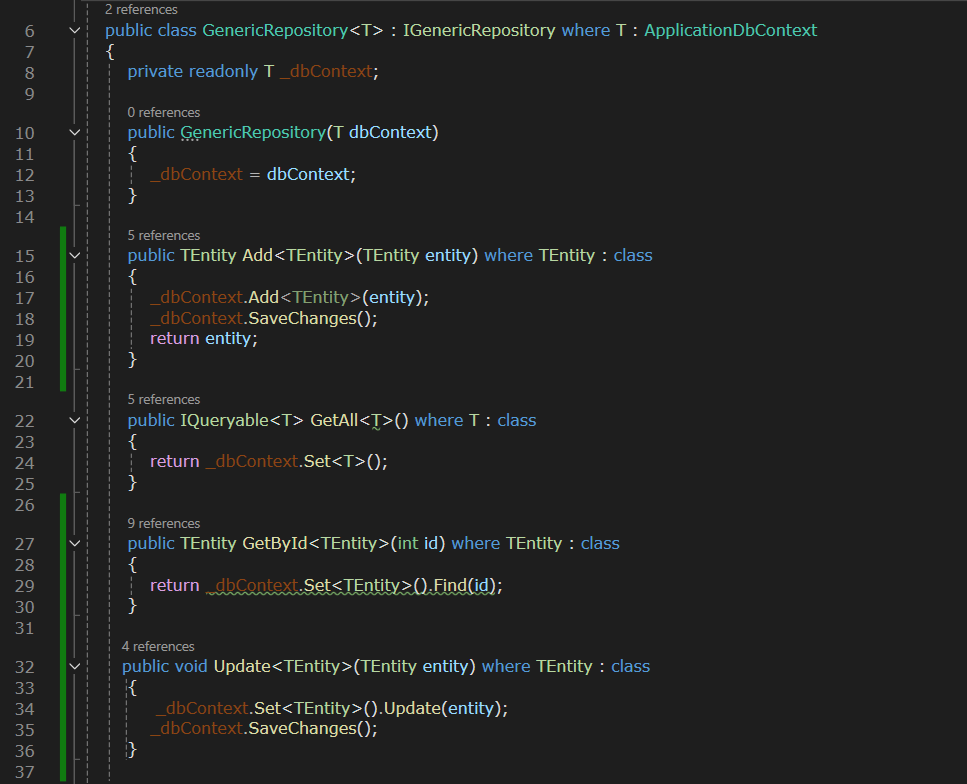 2 references
6 public class GenericRepository<T> : IGenericRepository where T : ApplicationDbContext
7 {
8 private readonly T _dbContext;
9
0 references
10 public GenericRepository(T dbContext)
11 {
12 _dbContext = dbContext;
13 }
14
5 references
15 public TEntity Add<TEntity>(TEntity entity) where TEntity : class
16 {
17 _dbContext.Add<TEntity>(entity);
18 _dbContext.SaveChanges();
19 return entity;
20 }
21
5 references
22 public IQueryable<T> GetAll<T>() where T : class
23 {
24 return _dbContext.Set<T>();
25 }
26
9 references
27 public TEntity GetById<TEntity>(int id) where TEntity : class
28 {
29 return _dbContext.Set<TEntity>().Find(id);
30 }
31
4 references
32 public void Update<TEntity>(TEntity entity) where TEntity : class
33 {
34 _dbContext.Set<TEntity>().Update(entity);
35 _dbContext.SaveChanges();
36 }
37